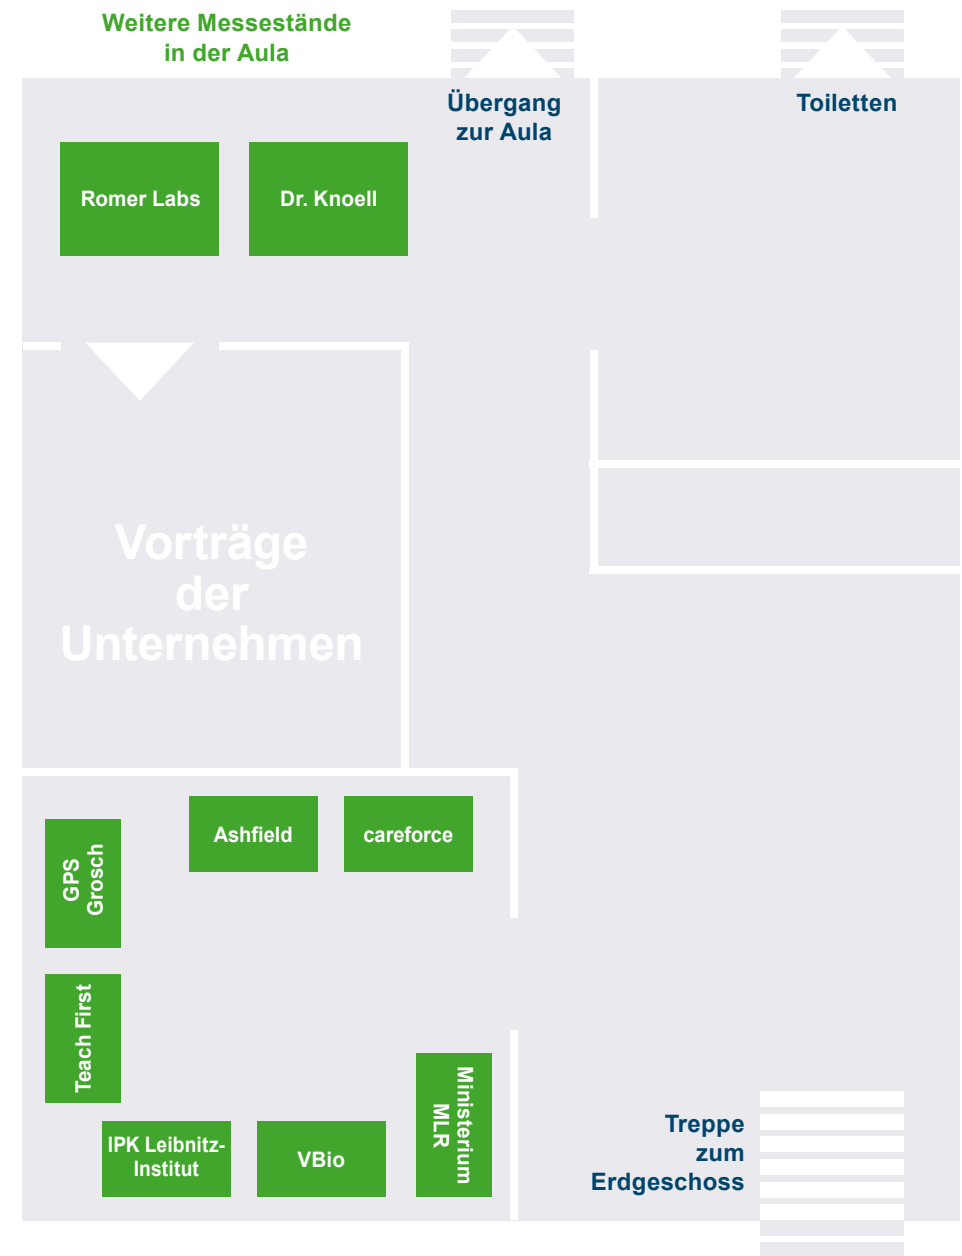 Weitere Messestände
in der Aula
Übergang
zur Aula
Toiletten
Romer Labs
Dr. Knoell
Vorträge
der
Unternehmen
Ashfield
careforce
GPS
Grosch
Teach First
IPK Leibnitz-
Institut
VBio
Ministerium
MLR
Treppe
zum
Erdgeschoss